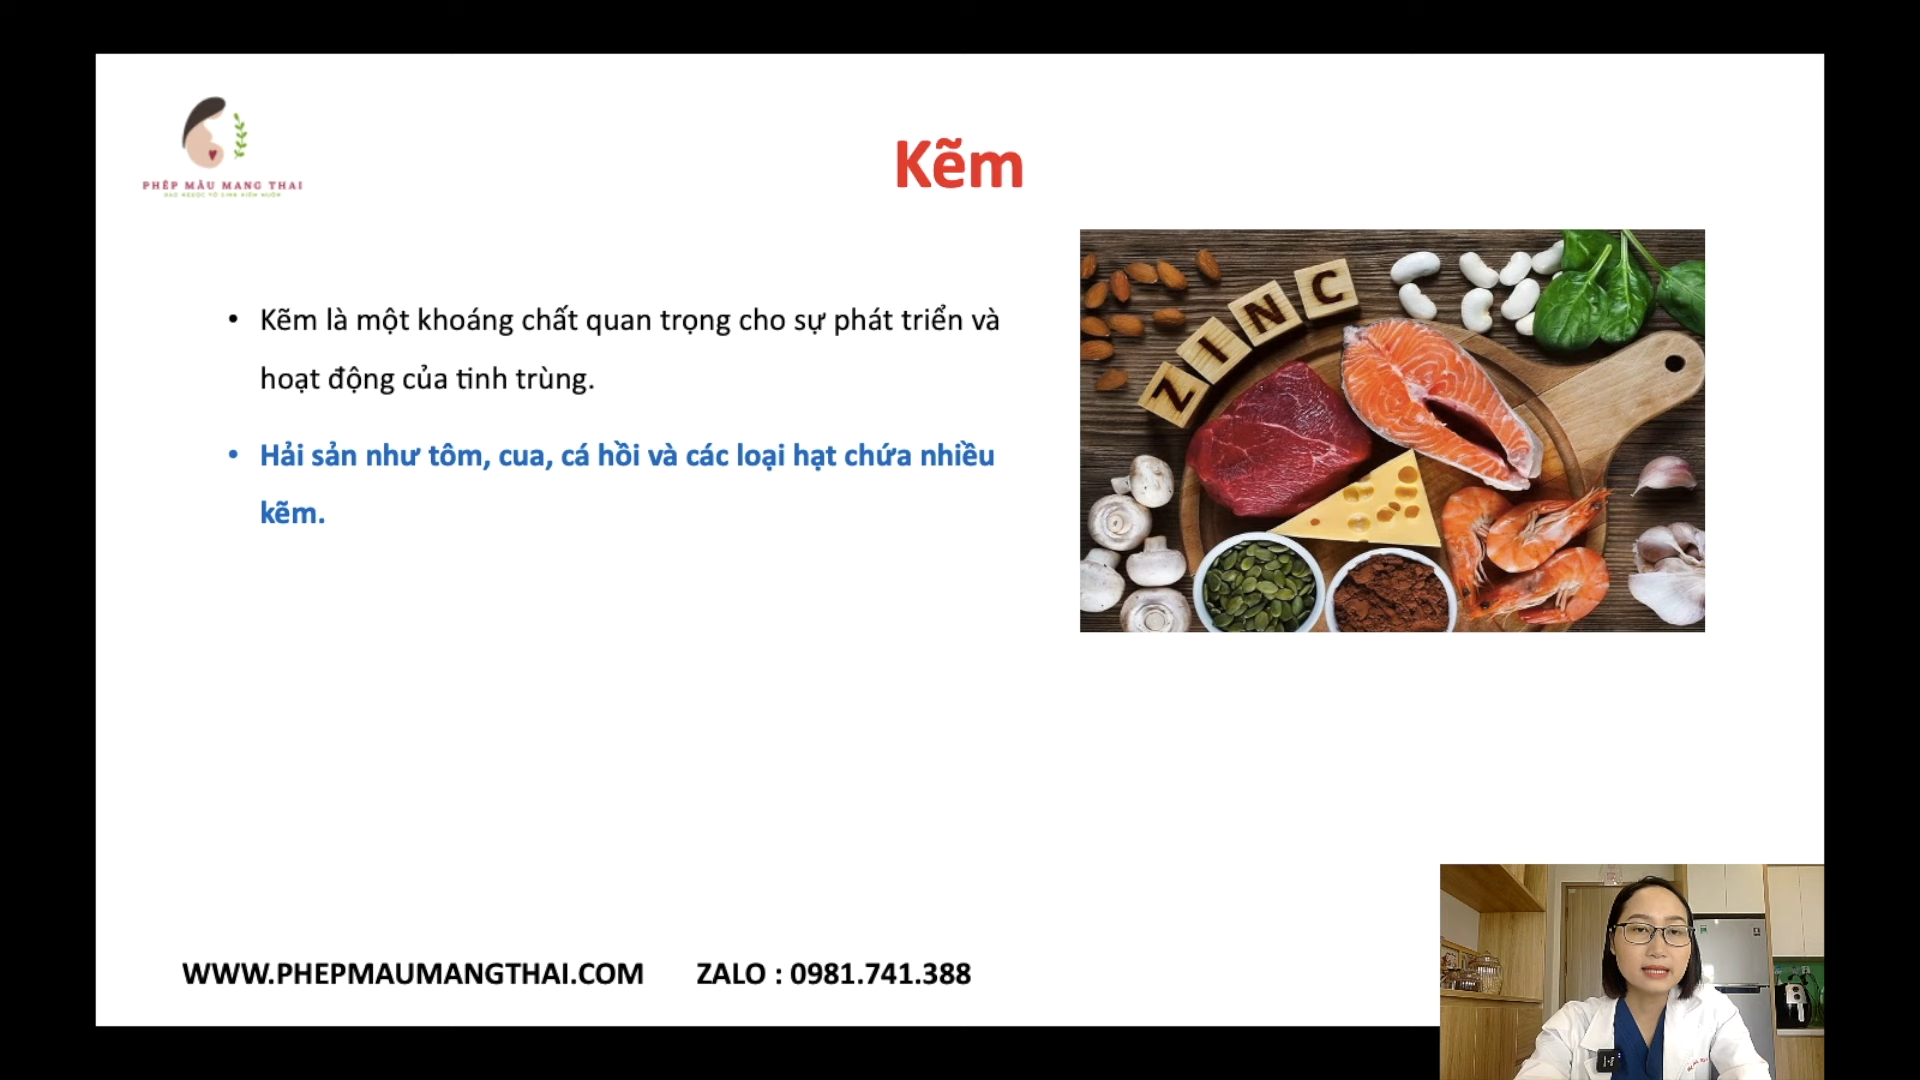 PHÉP MÀU MANG THAI
Kẽm
• Kẽm là một khoáng chất quan trọng cho sự phát triển và
hoạt động của tinh trùng.
• Hải sản như tôm, cua, cá hồi và các loại hạt chứa nhiều
kẽm.
ZINC
WWW.PHEPMAUMANGTHAI.COM ZALO : 0981.741.388